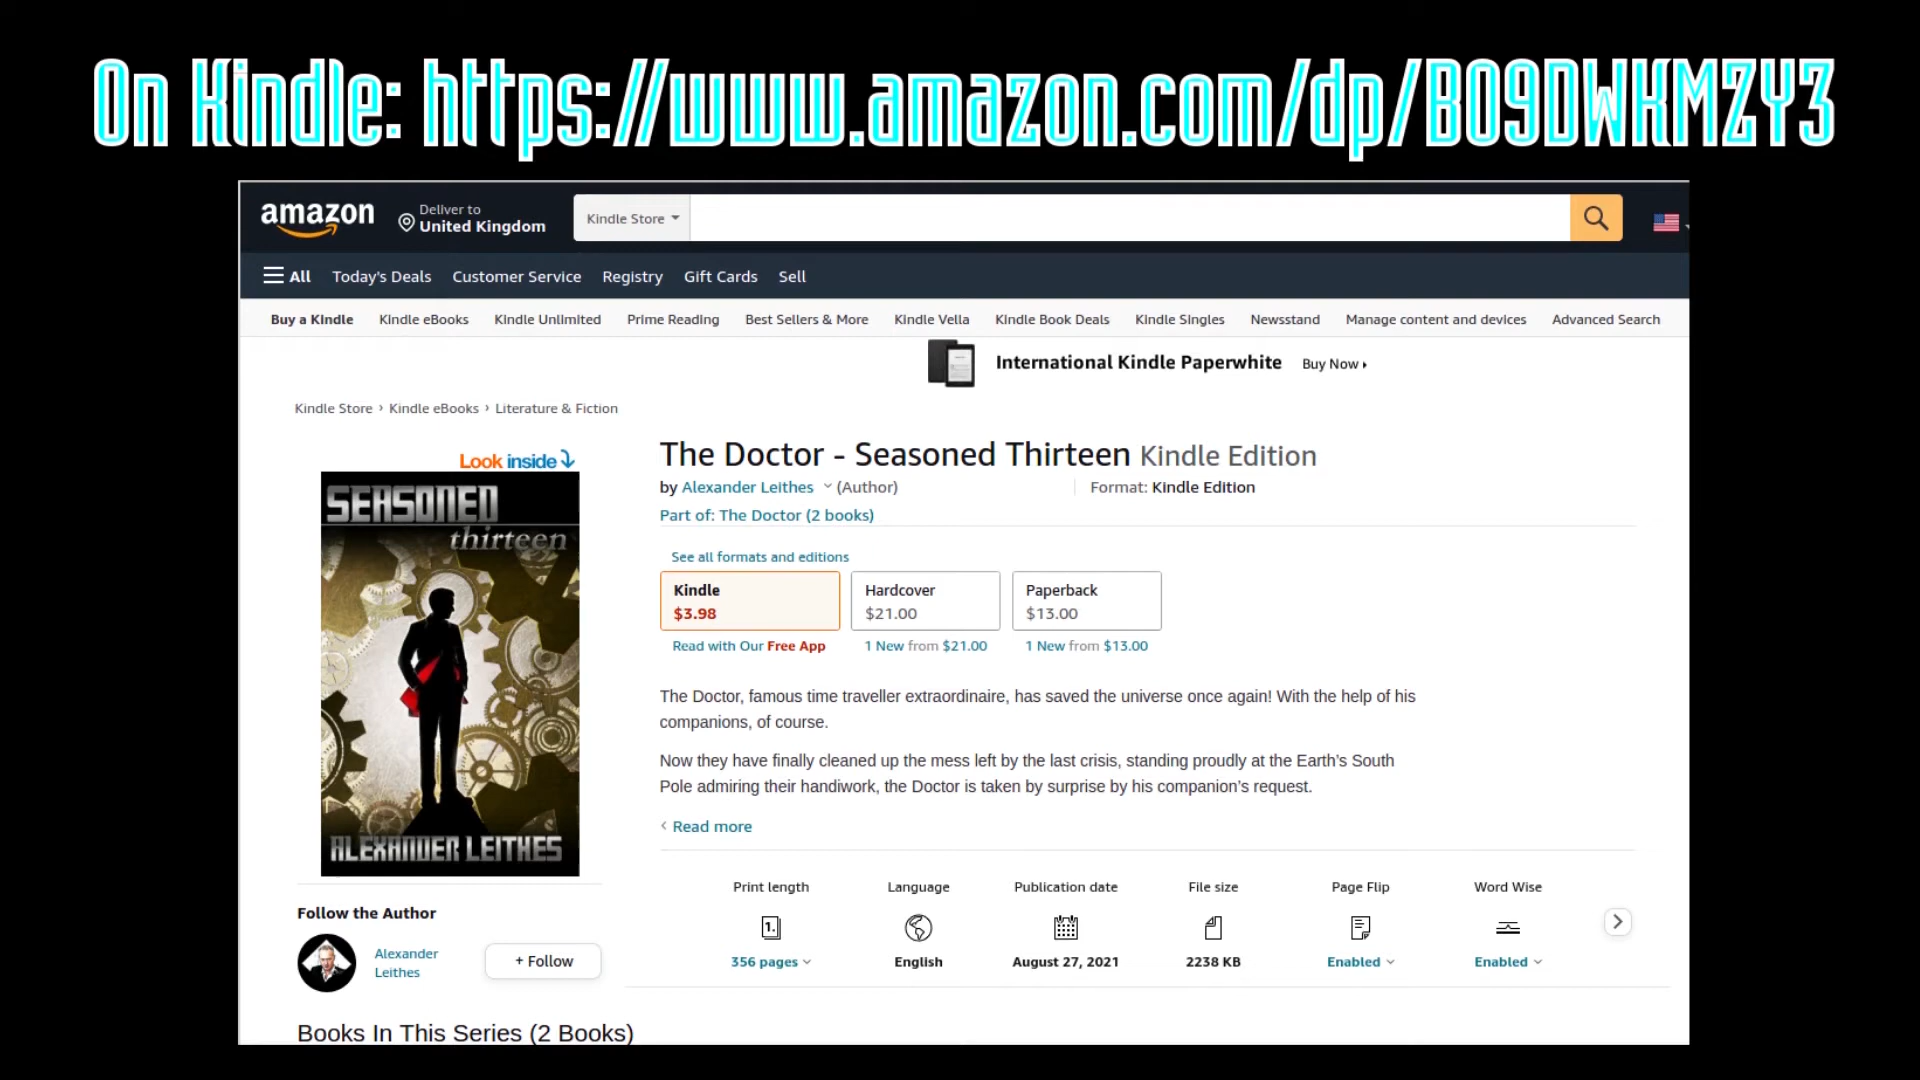 On Kindle: https://www.amazon.com/dp/B09DWKMZY3
amazon
Deliver to
United Kingdom
Kindle Store
All Today's Deals Customer Service Registry Gift Cards Sell
Buy a Kindle Kindle eBooks Kindle Unlimited Prime Reading Best Sellers & More Kindle Vella Kindle Book Deals Kindle Singles Newsstand Manage content and devices Advanced Search
International Kindle Paperwhite Buy Now
Kindle Store › Kindle eBooks › Literature & Fiction
Look inside
SEASONED
thirteen
ALEXANDER LEITHES
The Doctor - Seasoned Thirteen Kindle Edition
by Alexander Leithes (Author) Format: Kindle Edition
Part of: The Doctor (2 books)
See all formats and editions
Kindle Hardcover Paperback
$3.98 $21.00 $13.00
Read with Our Free App 1 New from $21.00 1 New from $13.00
The Doctor, famous time traveller extraordinaire, has saved the universe once again! With the help of his
companions, of course.
Now they have finally cleaned up the mess left by the last crisis, standing proudly at the Earth's South
Pole admiring their handiwork, the Doctor is taken by surprise by his companion's request.
‹ Read more
Print length Language Publication date File size Page Flip Word Wise
1.
356 pages English August 27, 2021 2238 KB Enabled Enabled
Follow the Author
Alexander
Leithes
+ Follow
Books In This Series (2 Books)